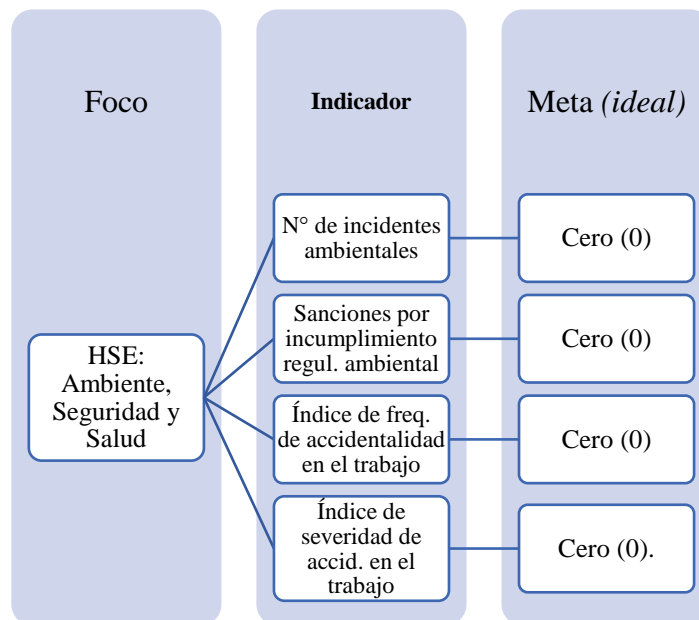 Foco
Indicador
Meta (ideal)
HSE:
Ambiente,
Seguridad y
Salud
N° de incidentes
ambientales
Cero (0)
Sanciones por
incumplimiento
regul. ambiental
Cero (0)
Índice de freq.
de accidentalidad
en el trabajo
Cero (0)
Índice de
severidad de
accid. en el
trabajo
Cero (0).